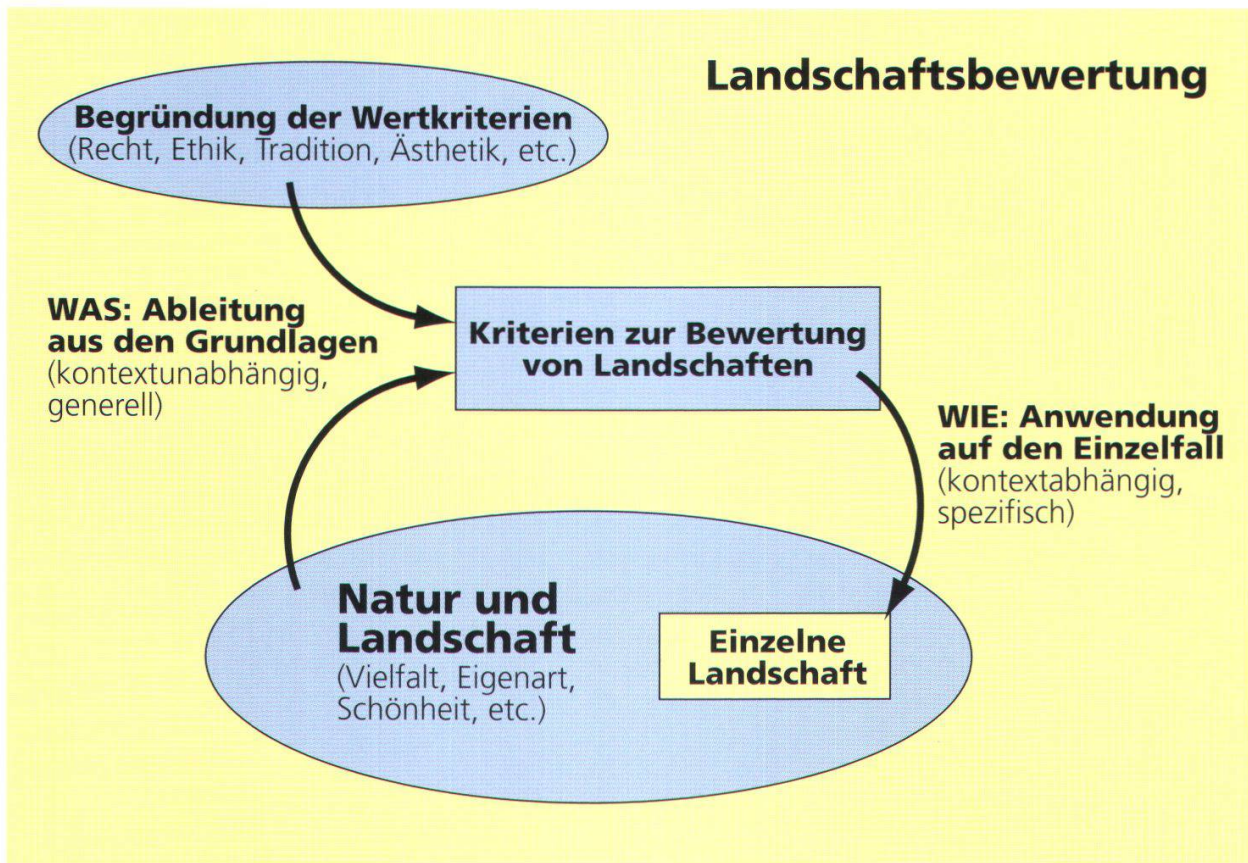 Landschaftsbewertung
Begründung der Wertkriterien
(Recht, Ethik, Tradition, Ästhetik, etc.)
WAS: Ableitung
aus den Grundlagen
(kontextunabhängig,
generell)
Kriterien zur Bewertung
von Landschaften
WIE: Anwendung
auf den Einzelfall
(kontextabhängig,
spezifisch)
Natur und
Landschaft
(Vielfalt, Eigenart,
Schönheit, etc.)
Einzelne
Landschaft